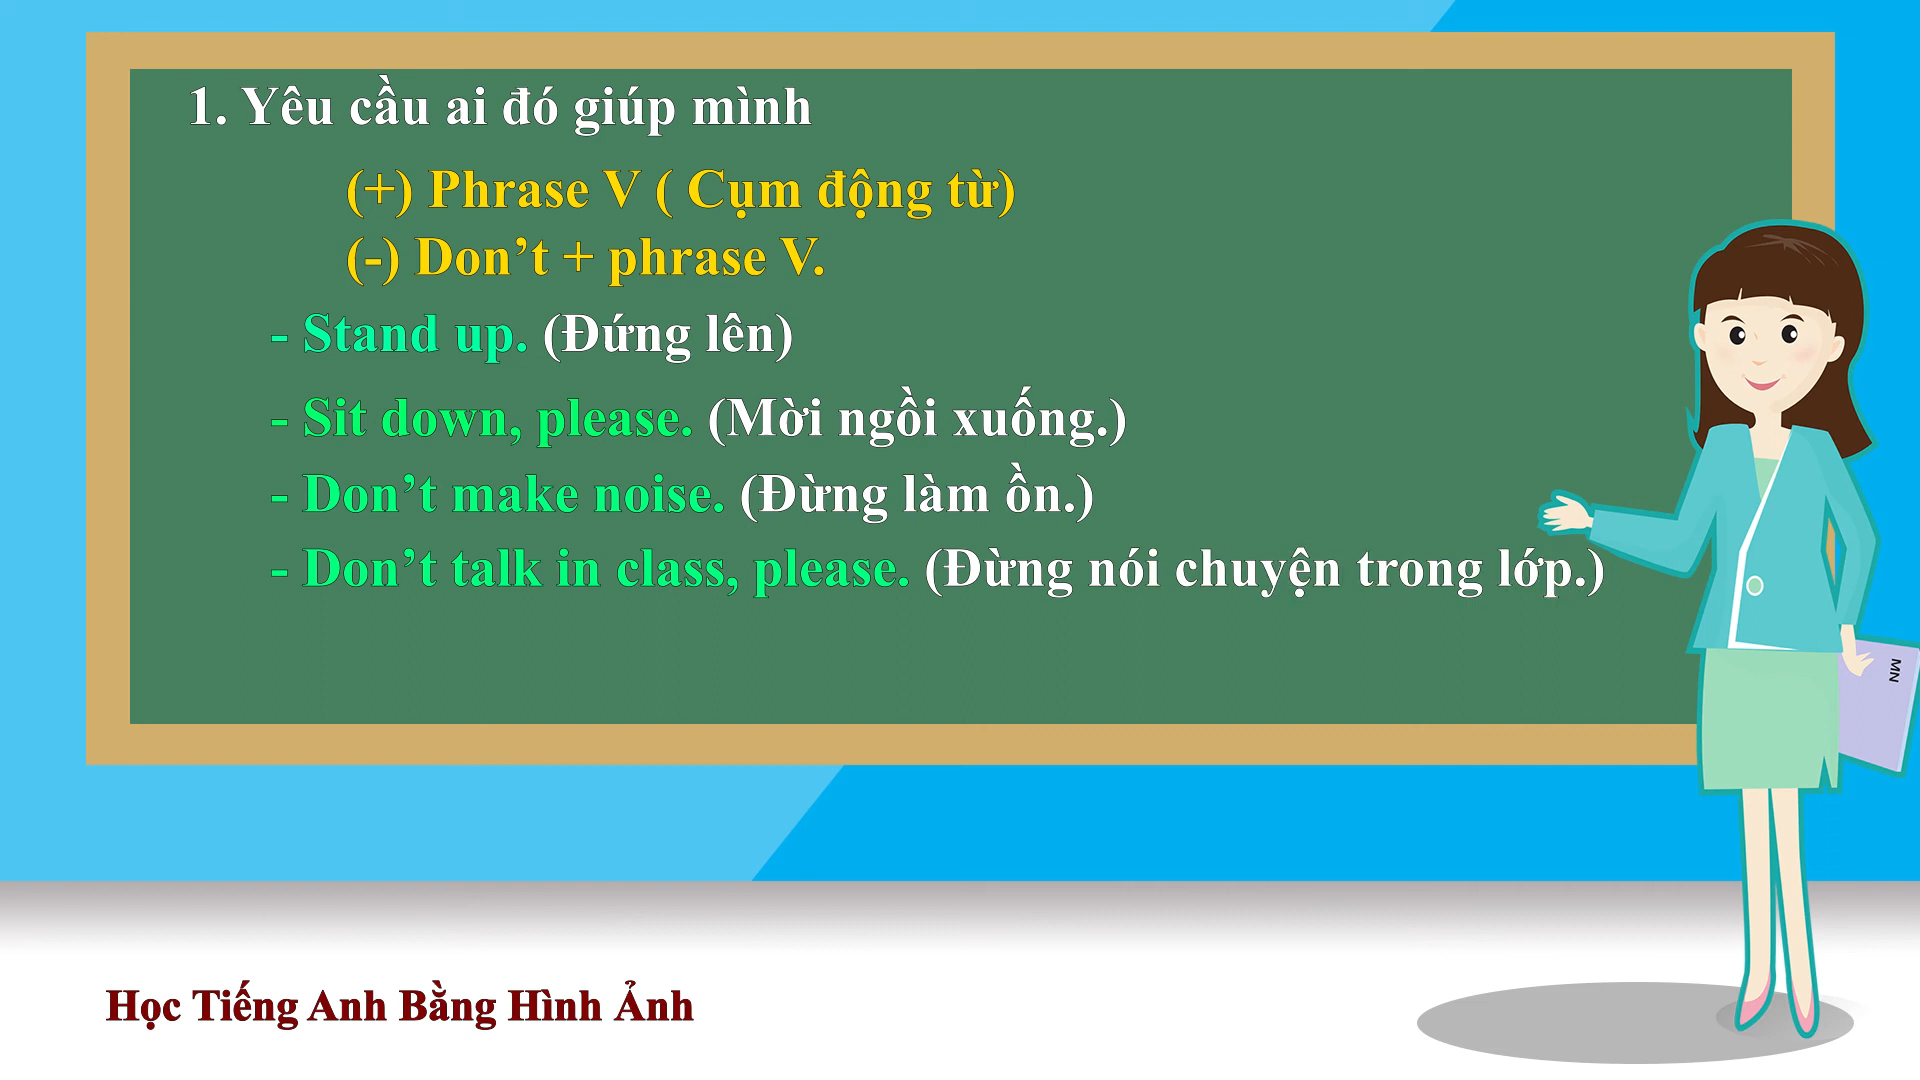 1. Yêu cầu ai đó giúp mình
(+) Phrase V ( Cụm động từ)
(-) Don’t + phrase V.
- Stand up. (Đứng lên)
- Sit down, please. (Mời ngồi xuống.)
- Don’t make noise. (Đừng làm ồn.)
- Don’t talk in class, please. (Đừng nói chuyện trong lớp.)
MN
Học Tiếng Anh Bằng Hình Ảnh